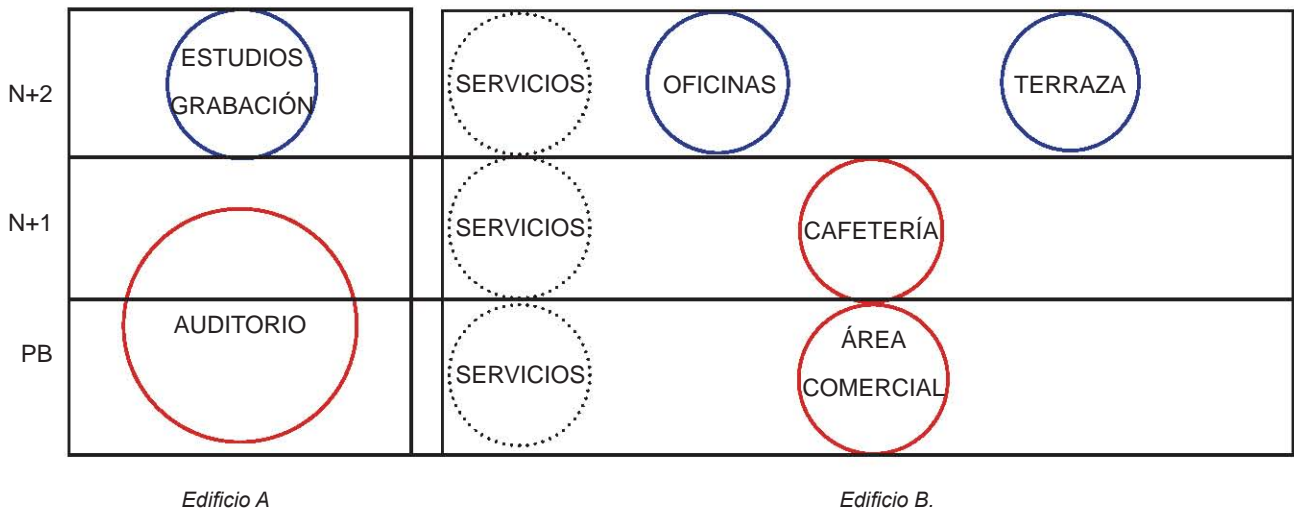 N+2
ESTUDIOS
GRABACIÓN
SERVICIOS
OFICINAS
TERRAZA
N+1
SERVICIOS
CAFETERÍA
PB
AUDITORIO
SERVICIOS
ÁREA
COMERCIAL
Edificio A
Edificio B.